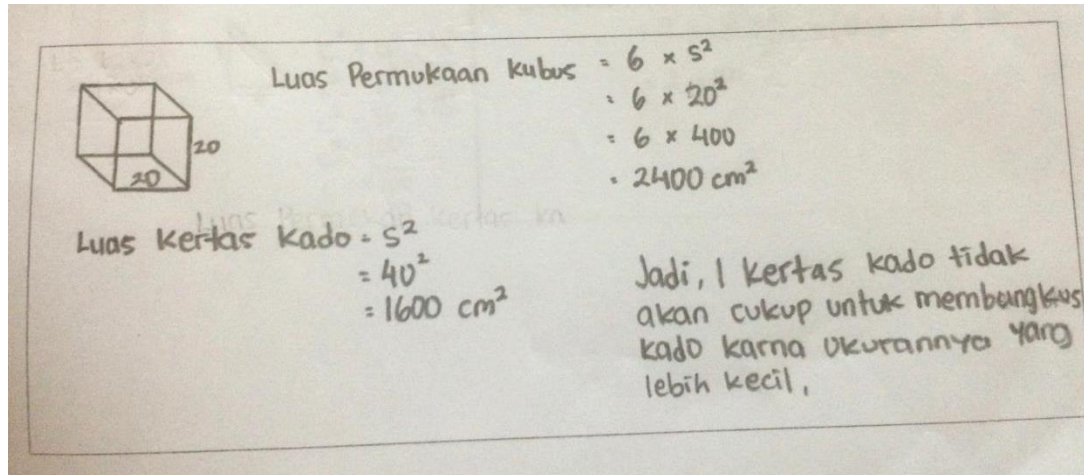 Luas Permukaan Kubus = 6 x s²
= 6 x 20²
= 6 x 400
= 2400 cm²
20
20
Luas Kertas Kado = s²
= 40²
= 1600 cm²
Jadi, 1 kertas kado tidak
akan cukup untuk membungkus
kado karna ukurannya yang
lebih kecil,